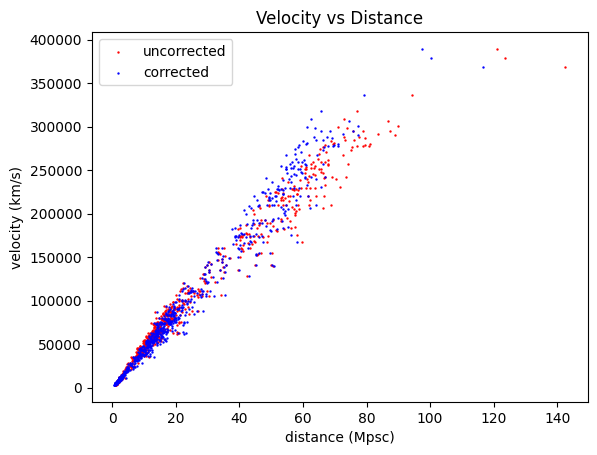 Velocity vs Distance
uncorrected
corrected
400000
350000
300000
250000
200000
150000
100000
50000
0
velocity (km/s)
0 20 40 60 80 100 120 140
distance (Mpsc)